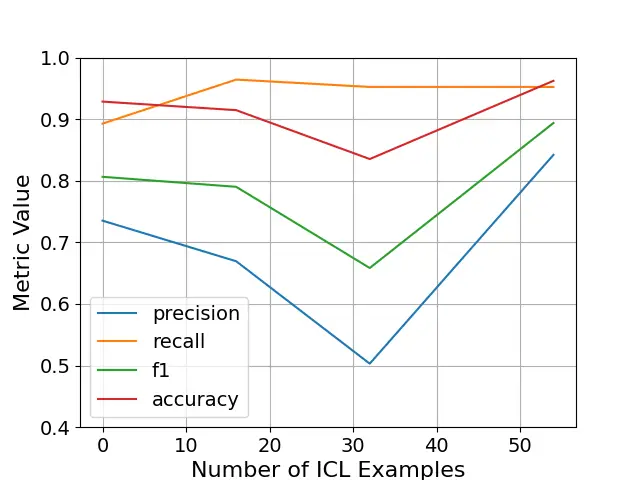 1.0
0.9
0.8
0.7
0.6
0.5
0.4
Metric Value
precision
recall
f1
accuracy
0 10 20 30 40 50
Number of ICL Examples